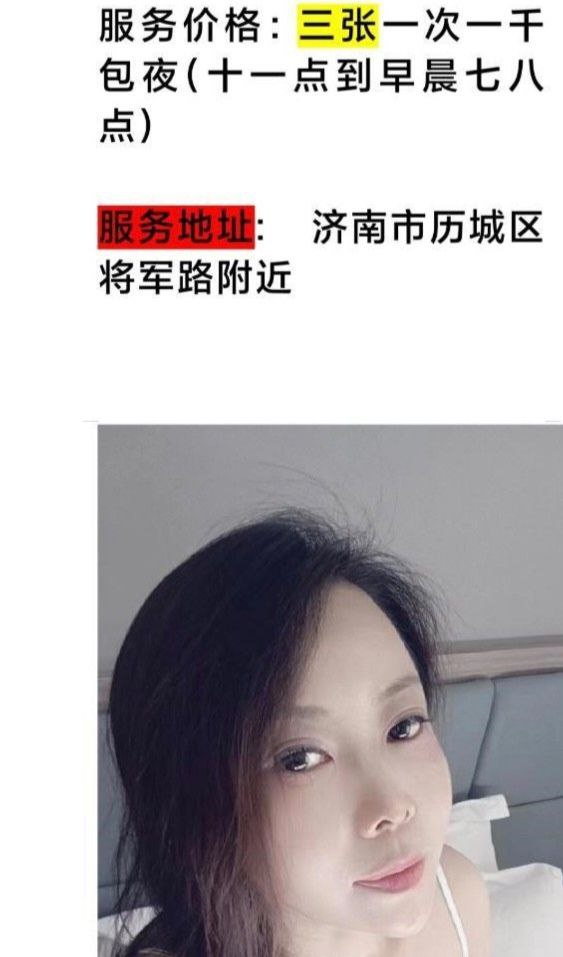 服务价格：三张一次一千
包夜(十一点到早晨七八
点)
服务地址： 济南市历城区
将军路附近